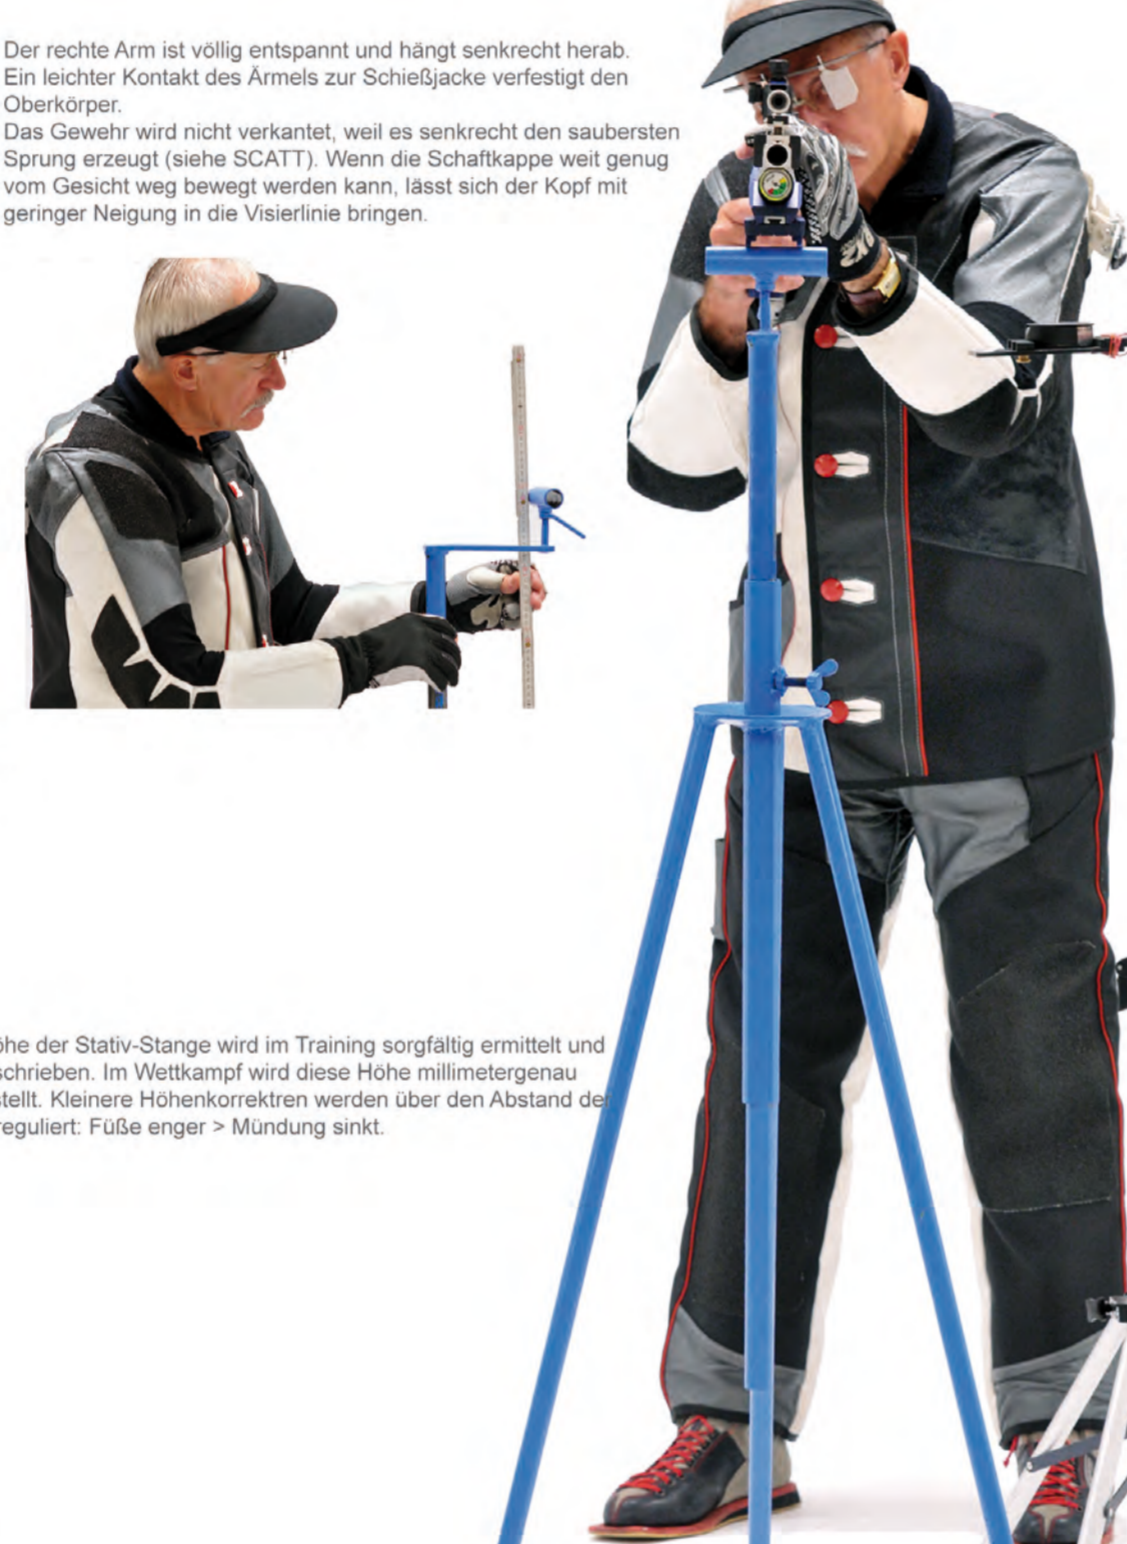 Der rechte Arm ist völlig entspannt und hängt senkrecht herab.
Ein leichter Kontakt des Ärmels zur Schießjacke verfestigt den
Oberkörper.
Das Gewehr wird nicht verkantet, weil es senkrecht den saubersten
Sprung erzeugt (siehe SCATT). Wenn die Schaftkappe weit genug
vom Gesicht weg bewegt werden kann, lässt sich der Kopf mit
geringer Neigung in die Visierlinie bringen.
öhe der Stativ-Stange wird im Training sorgfältig ermittelt und
schrieben. Im Wettkampf wird diese Höhe millimetergenau
stellt. Kleinere Höhenkorrektren werden über den Abstand der
reguliert: Füße enger > Mündung sinkt.